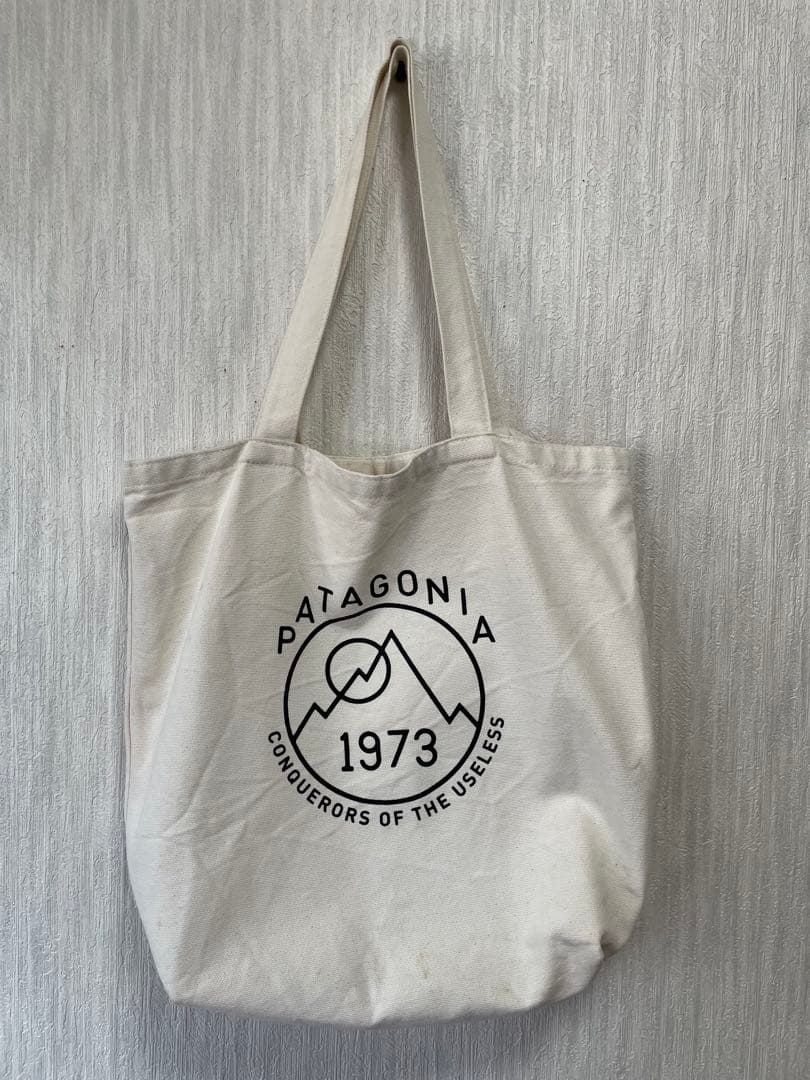 PATAGONIA
1973
CONQUERORS OF THE USELESS